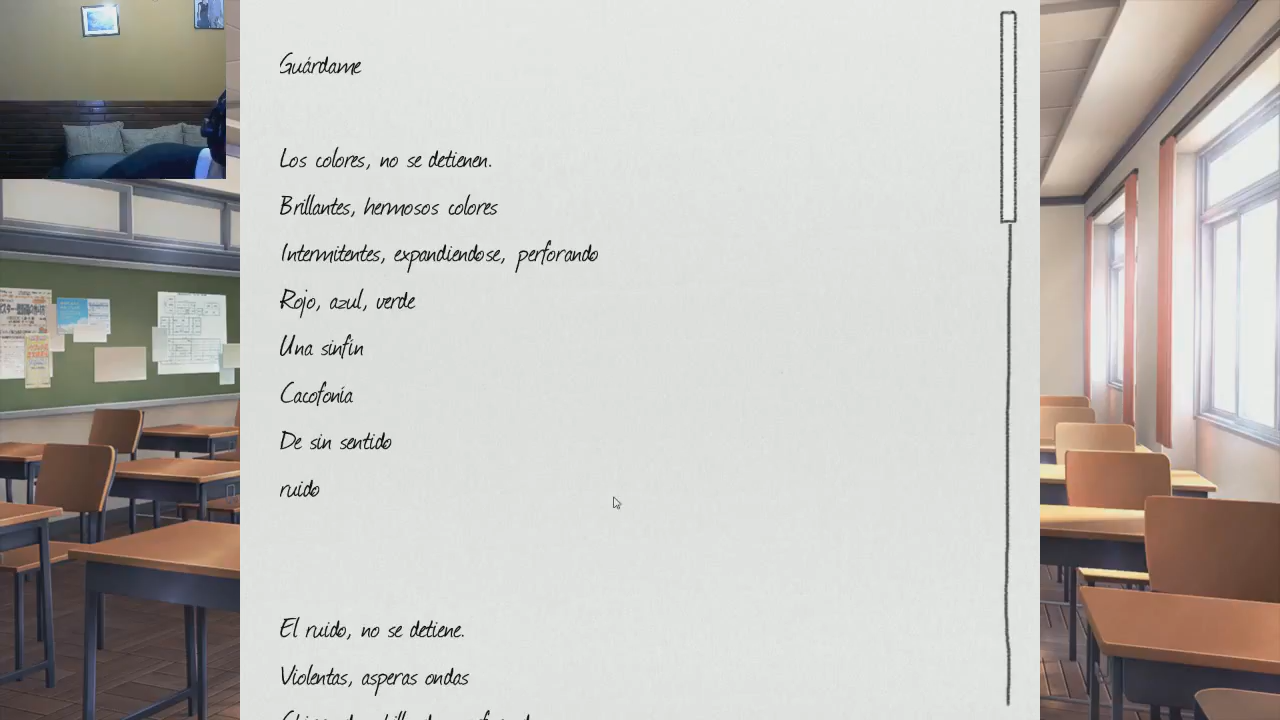 Guárdame
Los colores, no se detienen.
Brillantes, hermosos colores
Intermitentes, expandiendose, perforando
Rojo, azul, verde
Una sinfín
Cacofonía
De sin sentido
ruido
El ruido, no se detiene.
Violentas, asperas ondas